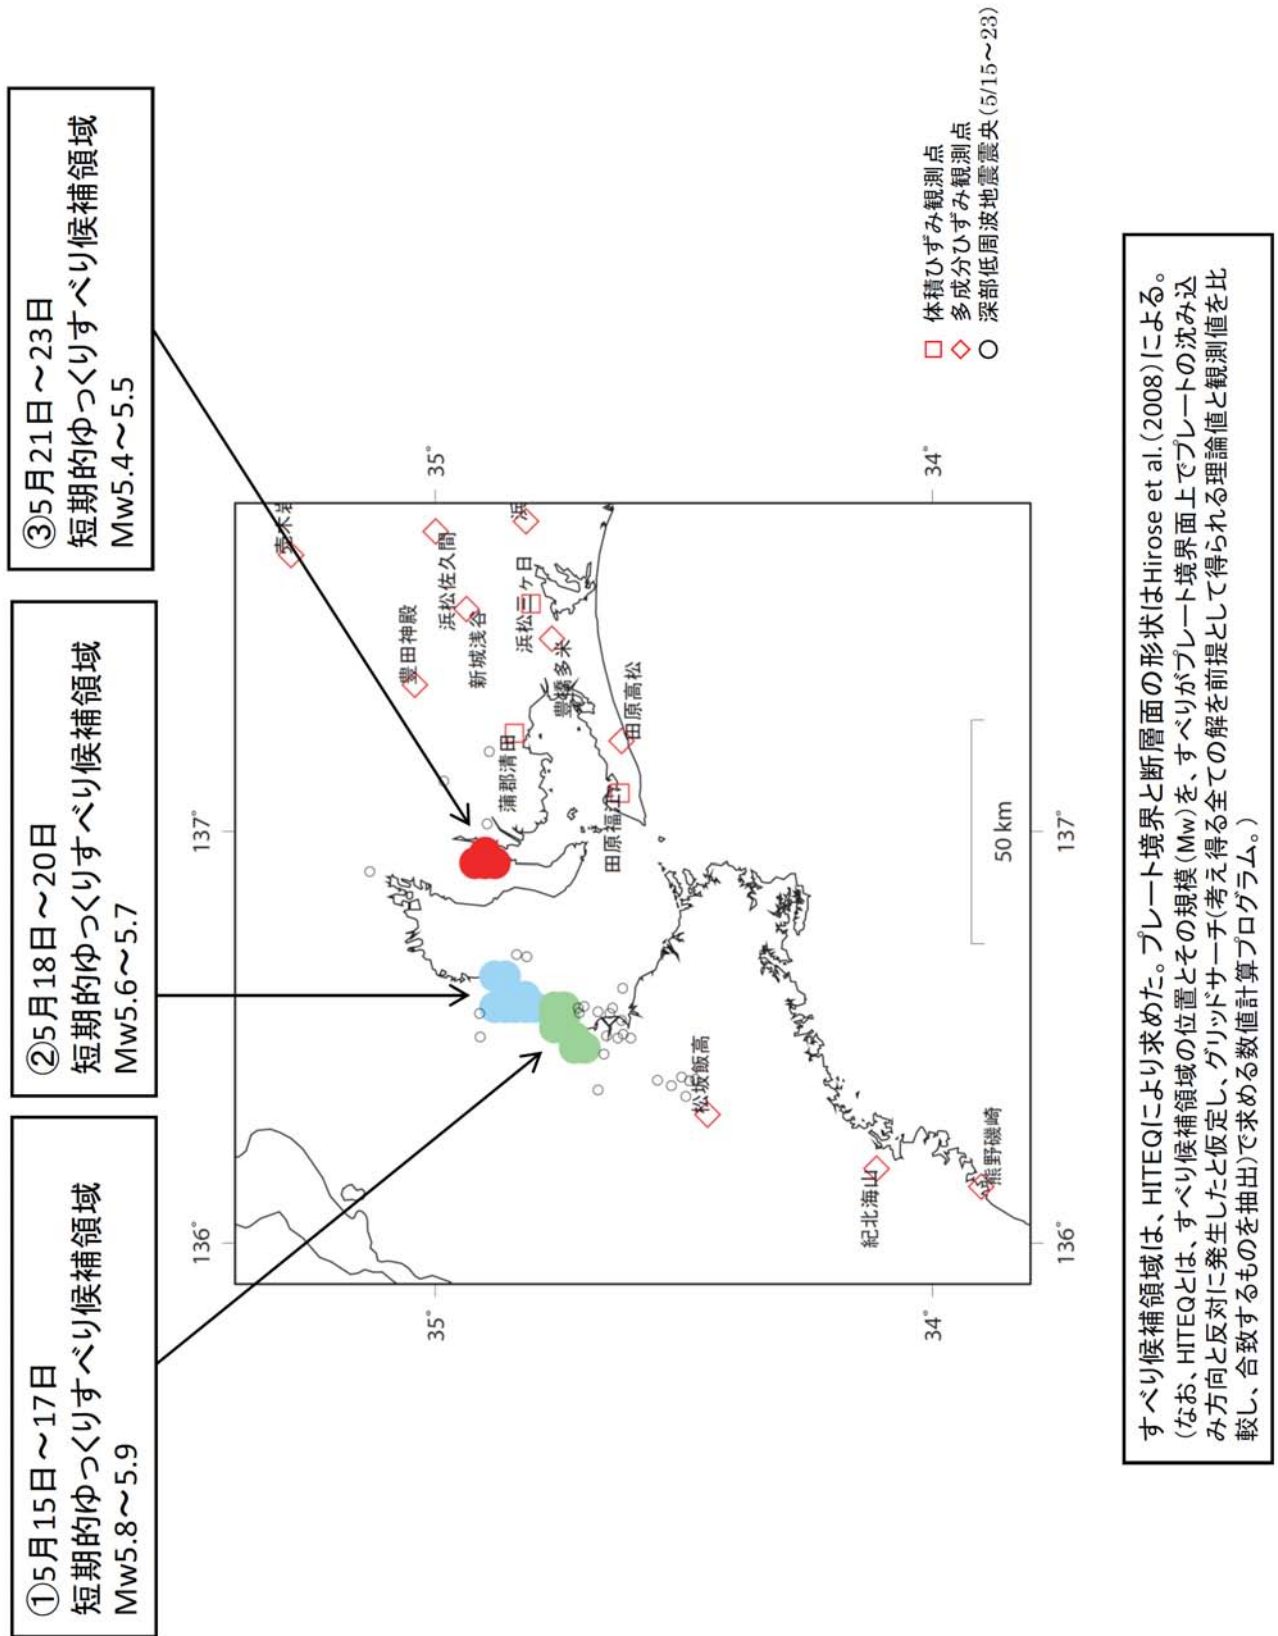 ①5月15日～17日
短期的ゆっくりすべり候補領域
Mw5.8～5.9
②5月18日～20日
短期的ゆっくりすべり候補領域
Mw5.6～5.7
③5月21日～23日
短期的ゆっくりすべり候補領域
Mw5.4～5.5
136°
137°
35°
35°
34°
34°
136°
137°
豊田神殿
浜松佐久間
新城浅谷
浜
浜松三ケ日
豊橋多米
蒲郡清田
田原高松
田原福江
松坂飯高
紀北海山
熊野磯崎
50 km
体積ひずみ観測点
多成分ひずみ観測点
深部低周波地震震央(5/15～23)
すべり候補領域は、HITEQにより求めた。プレート境界と断層面の形状はHirose et al.(2008)による。
(なお、HITEQとは、すべり候補領域の位置とその規模(Mw)を、すべりがプレート境界面上でプレートの沈み込
み方向と反対に発生したと仮定し、グリッドサーチ(考え得る全ての解を前提として得られる理論値と観測値を比
較し、合致するものを抽出)で求める数値計算プログラム。)